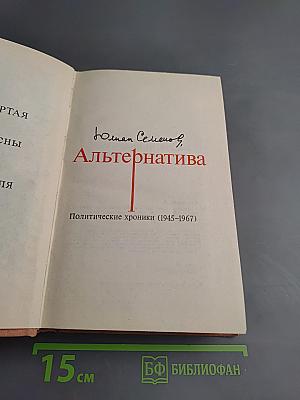 РТАЯ
ЕНЫ
ЛЯ
Юлиан Семенов
Альтернатива
Политические хроники (1945–1967)
15 см
БФ БИБЛИОФАН